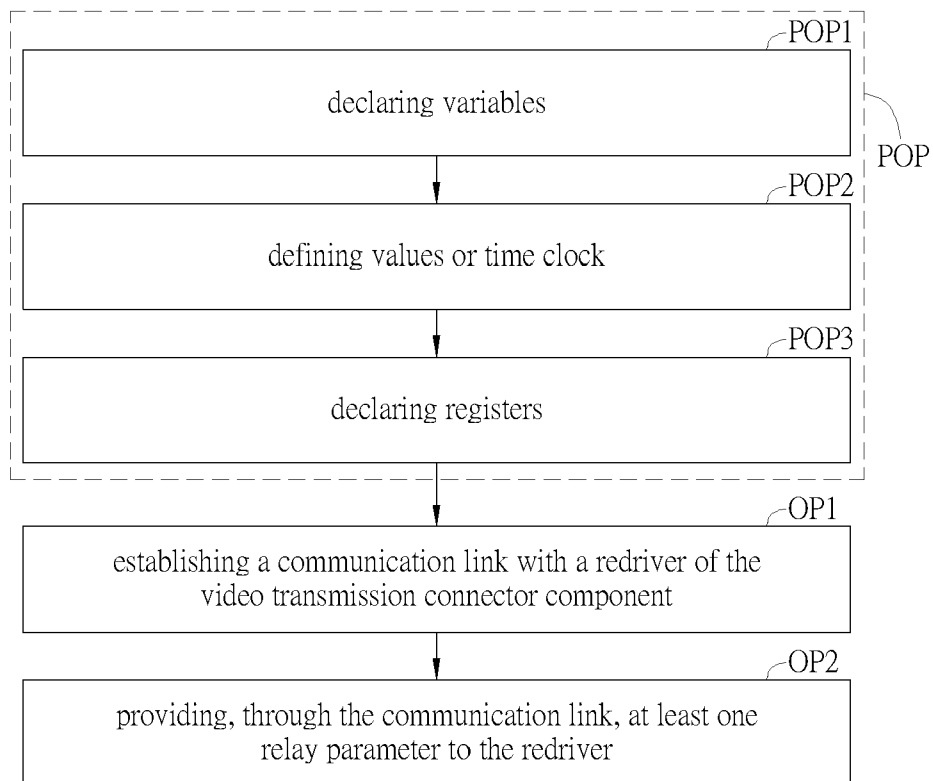 POP1
declaring variables
POP
POP2
defining values or time clock
POP3
declaring registers
OP1
establishing a communication link with a redriver of the
video transmission connector component
OP2
providing, through the communication link, at least one
relay parameter to the redriver